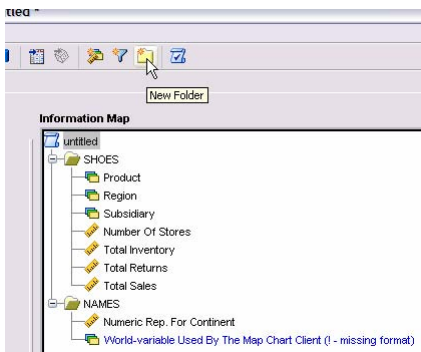 tled *
New Folder
Information Map
untitled
SHOES
Product
Region
Subsidiary
Number Of Stores
Total Inventory
Total Returns
Total Sales
NAMES
Numeric Rep. For Continent
World-variable Used By The Map Chart Client (! - missing format)